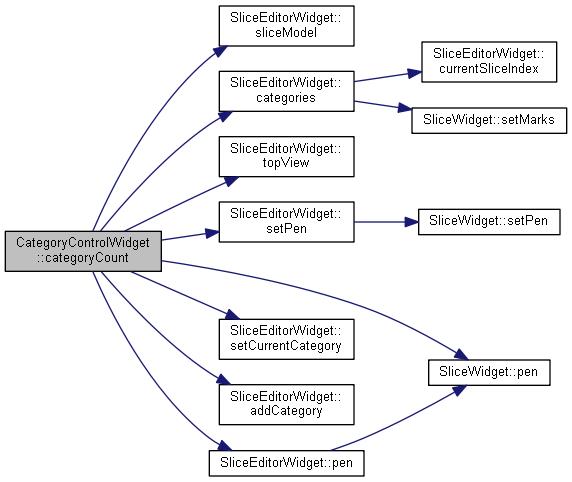 SliceEditorWidget::
sliceModel
SliceEditorWidget::
currentSliceIndex
SliceEditorWidget::
categories
SliceWidget::setMarks
SliceEditorWidget::
topView
SliceEditorWidget::
setPen
SliceWidget::setPen
CategoryControlWidget
::categoryCount
SliceEditorWidget::
setCurrentCategory
SliceWidget::pen
SliceEditorWidget::
addCategory
SliceEditorWidget::pen